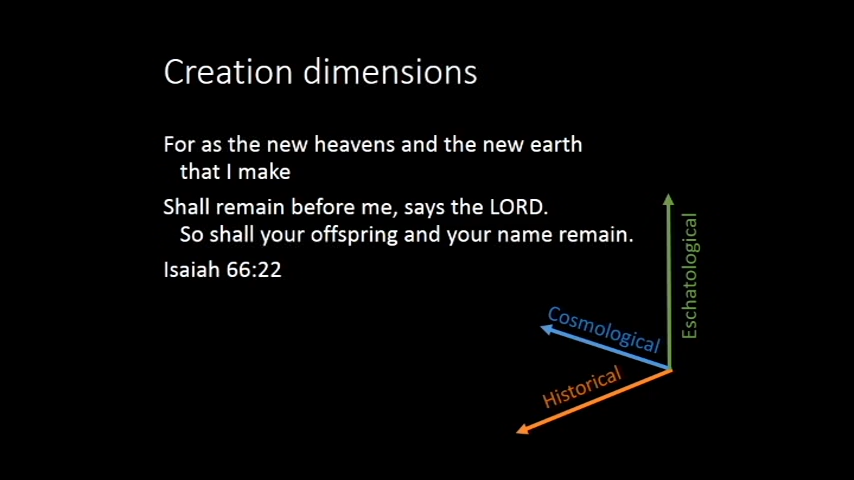 Creation dimensions
For as the new heavens and the new earth
that I make
Shall remain before me, says the LORD.
So shall your offspring and your name remain.
Isaiah 66:22
Eschatological
Cosmological
Historical